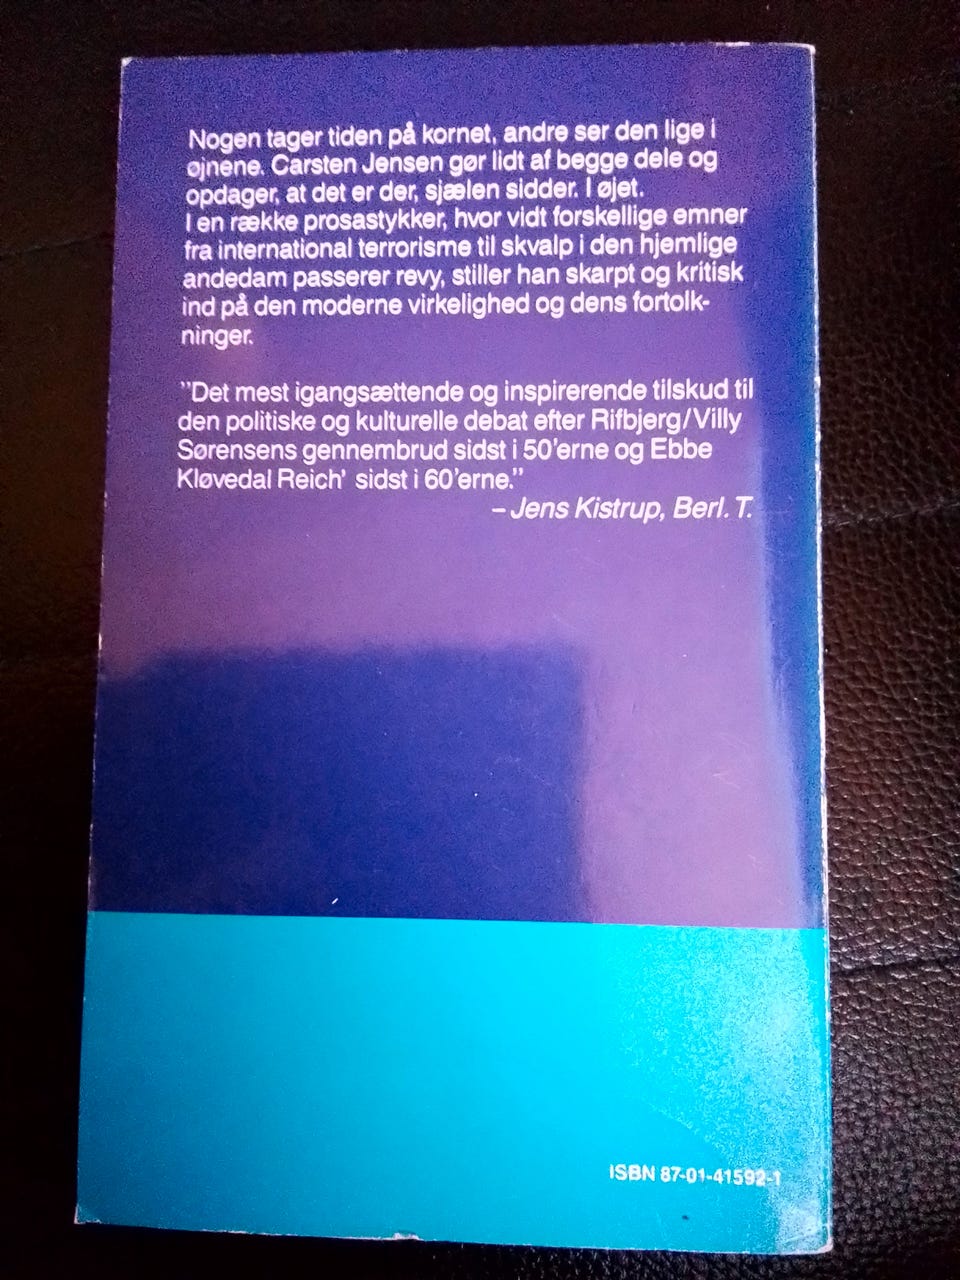 Nogen tager tiden på kornet, andre ser den lige i
øjnene. Carsten Jensen gør lidt af begge dele og
opdager, at det er der, sjælen sidder. I øjet.
I en række prosastykker, hvor vidt forskellige emner
fra international terrorisme til skvalp i den hjemlige
andedam passerer revy, stiller han skarpt og kritisk
ind på den moderne virkelighed og dens fortolk-
ninger.
"Det mest igangsættende og inspirerende tilskud til
den politiske og kulturelle debat efter Rifbjerg/Villy
Sørensens gennembrud sidst i 50'erne og Ebbe
Kløvedal Reich' sidst i 60'erne."
– Jens Kistrup, Berl. T.
ISBN 87-01-41592-1